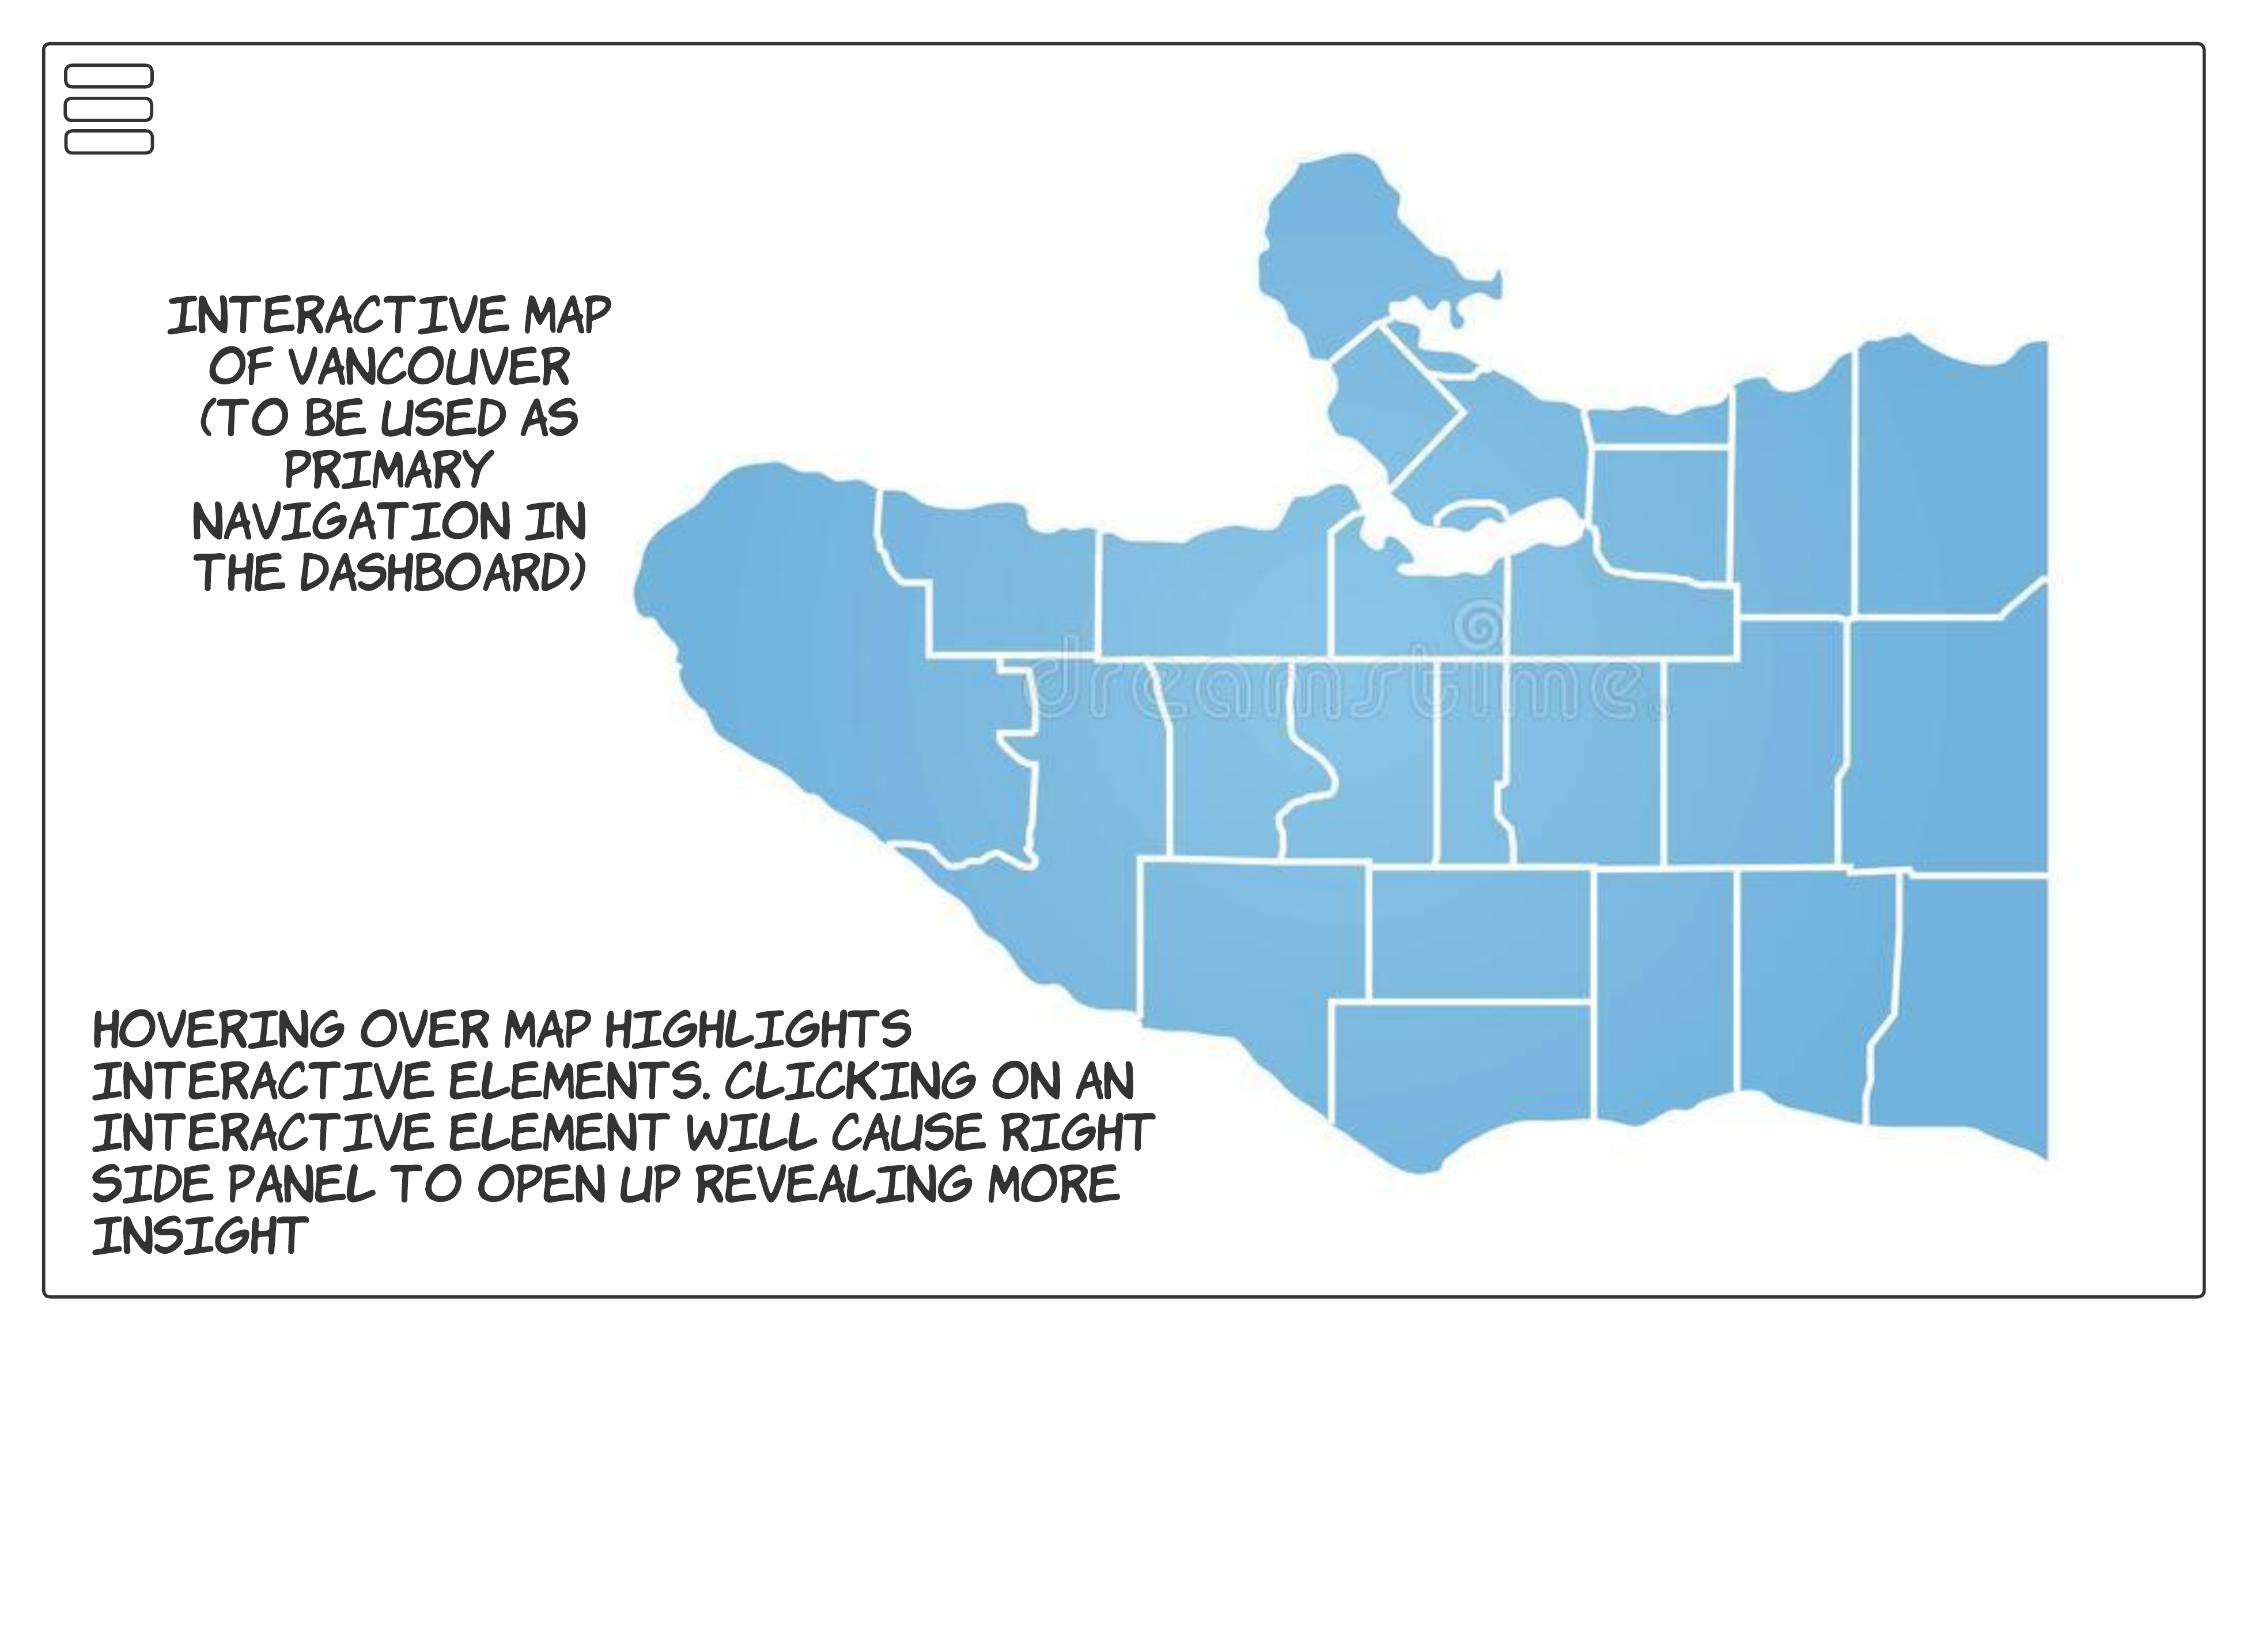 INTERACTIVE MAP
OF VANCOUVER
(TO BE USED AS
PRIMARY
NAVIGATION IN
THE DASHBOARD)
dreamstime.
HOVERING OVER MAP HIGHLIGHTS
INTERACTIVE ELEMENTS. CLICKING ON AN
INTERACTIVE ELEMENT WILL CAUSE RIGHT
SIDE PANEL TO OPEN UP REVEALING MORE
INSIGHT